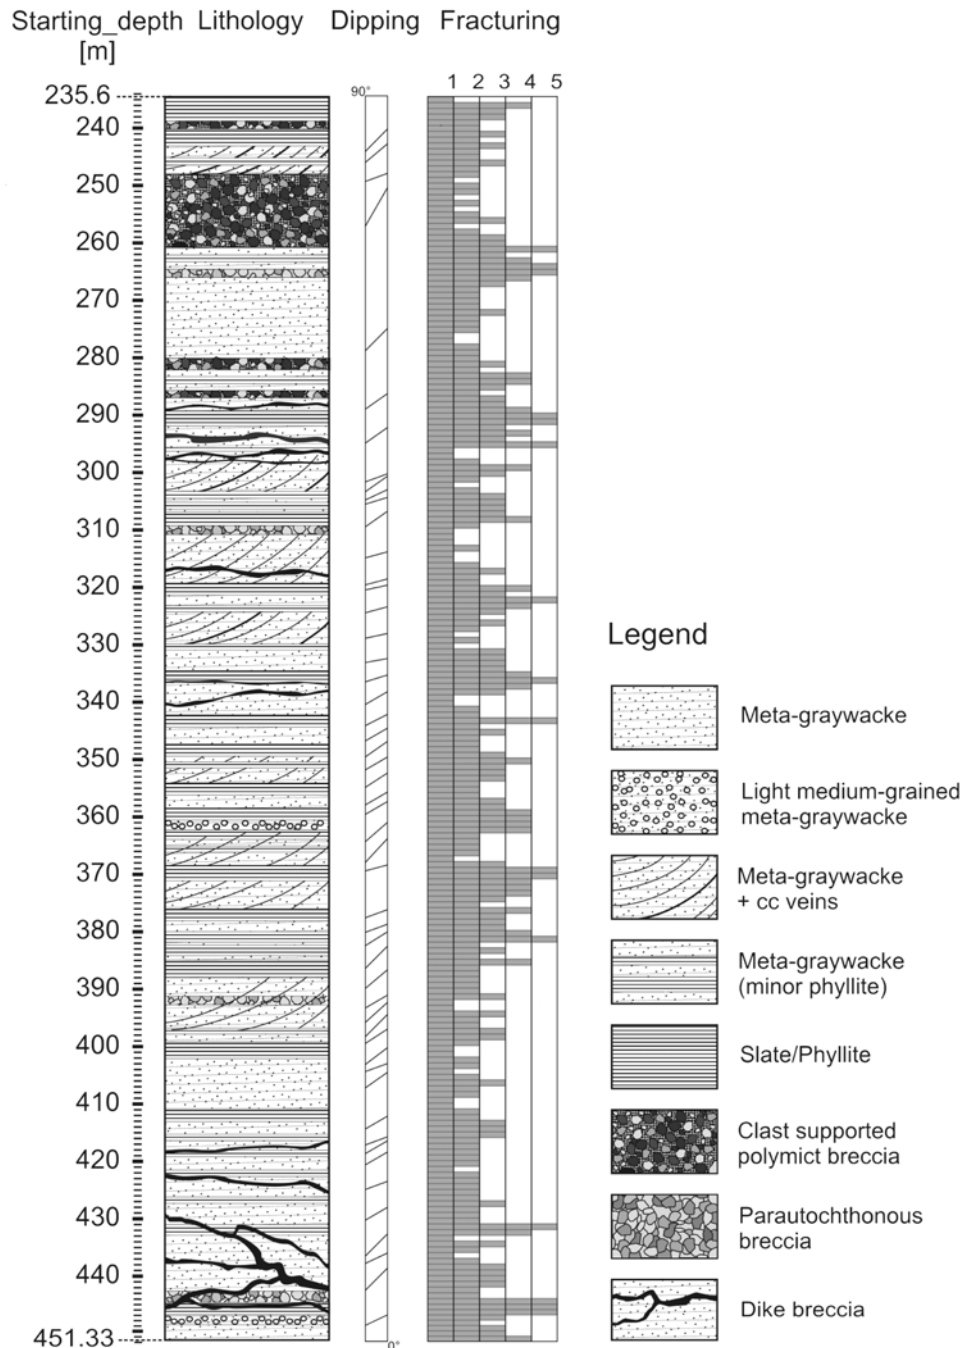 Starting_depth Lithology Dipping Fracturing
[m]
1 2 3 4 5
235.6 90°
240
250
260
270
280
290
300
310
320
330
340
350
360
370
380
390
400
410
420
430
440
451.33 0°
Legend
Meta-graywacke
Light medium-grained
meta-graywacke
Meta-graywacke
+ cc veins
Meta-graywacke
(minor phyllite)
Slate/Phyllite
Clast supported
polymict breccia
Parautochthonous
breccia
Dike breccia